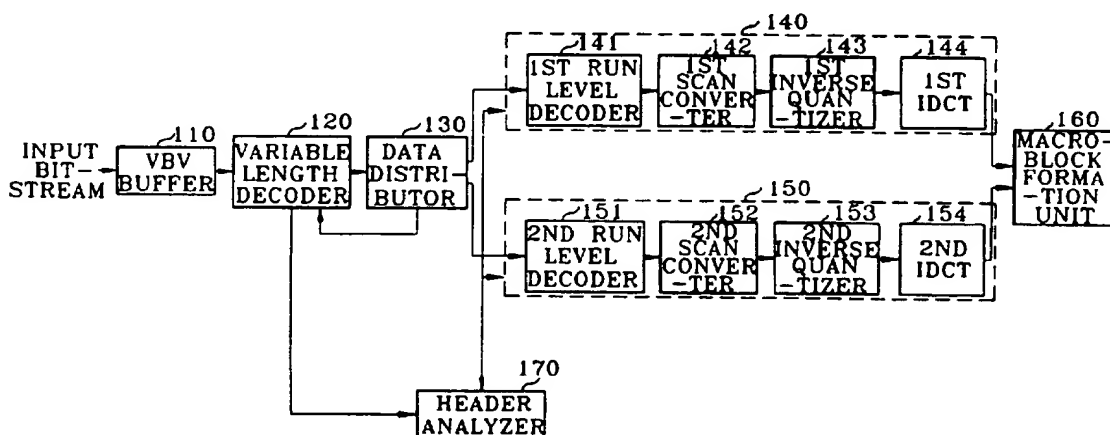 140
141
1ST RUN
LEVEL
DECODER
142
1ST
SCAN
CONVER
-TER
143
1ST
INVERSE
QUAN
-TIZER
144
1ST
IDCT
110
INPUT
BIT-
STREAM
VBV
BUFFER
120
VARIABLE
LENGTH
DECODER
130
DATA
DISTRI-
BUTOR
160
MACRO-
BLOCK
FORMA
-TION
UNIT
150
151
2ND RUN
LEVEL
DECODER
152
2ND
SCAN
CONVER
-TER
153
2ND
INVERSE
QUAN
-TIZER
154
2ND
IDCT
170
HEADER
ANALYZER